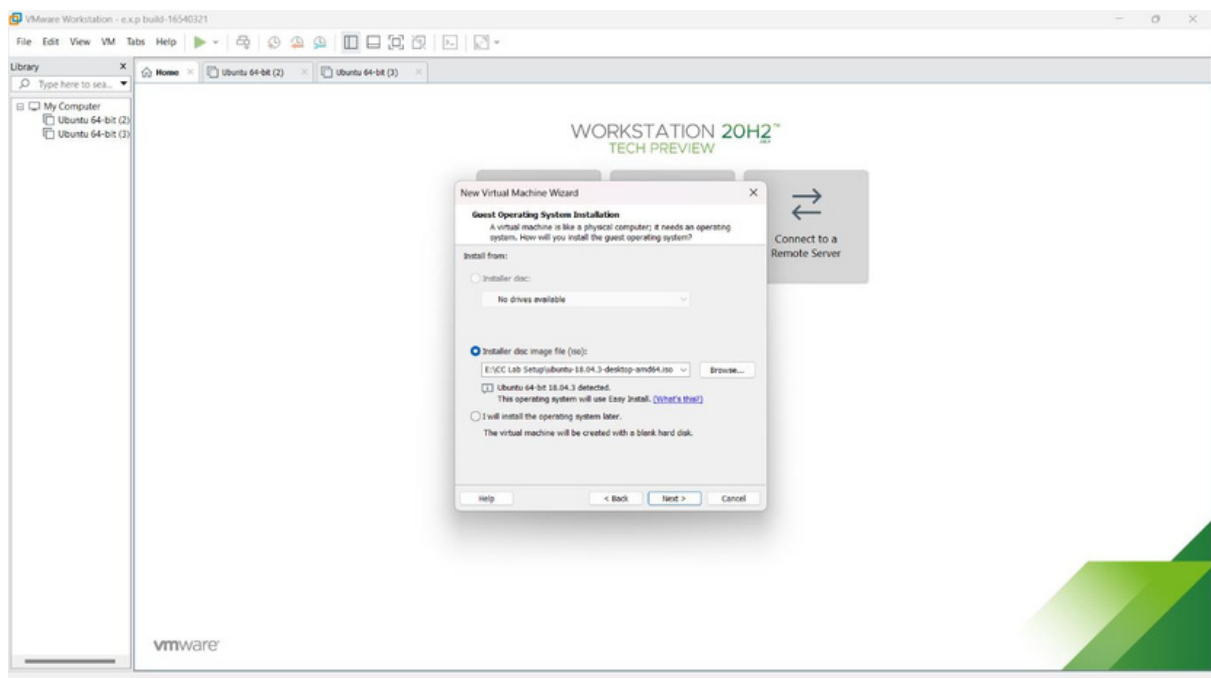 VMware Workstation - e.x.p build-16540321
File Edit View VM Tabs Help
Library X
Type here to sea...
My Computer
Ubuntu 64-bit (2)
Ubuntu 64-bit (3)
Home
Ubuntu 64-bit (2)
Ubuntu 64-bit (3)
WORKSTATION 20H2™
TECH PREVIEW
Connect to a
Remote Server
New Virtual Machine Wizard
Guest Operating System Installation
A virtual machine is like a physical computer; it needs an operating
system. How will you install the guest operating system?
Install from:
Installer disc:
No drives available
Installer disc image file (iso):
E:\CC Lab Setup\ubuntu-18.04.3-desktop-amd64.iso
Browse...
Ubuntu 64-bit 18.04.3 detected.
This operating system will use Easy Install. (What's this?)
I will install the operating system later.
The virtual machine will be created with a blank hard disk.
Help < Back Next > Cancel
vmware